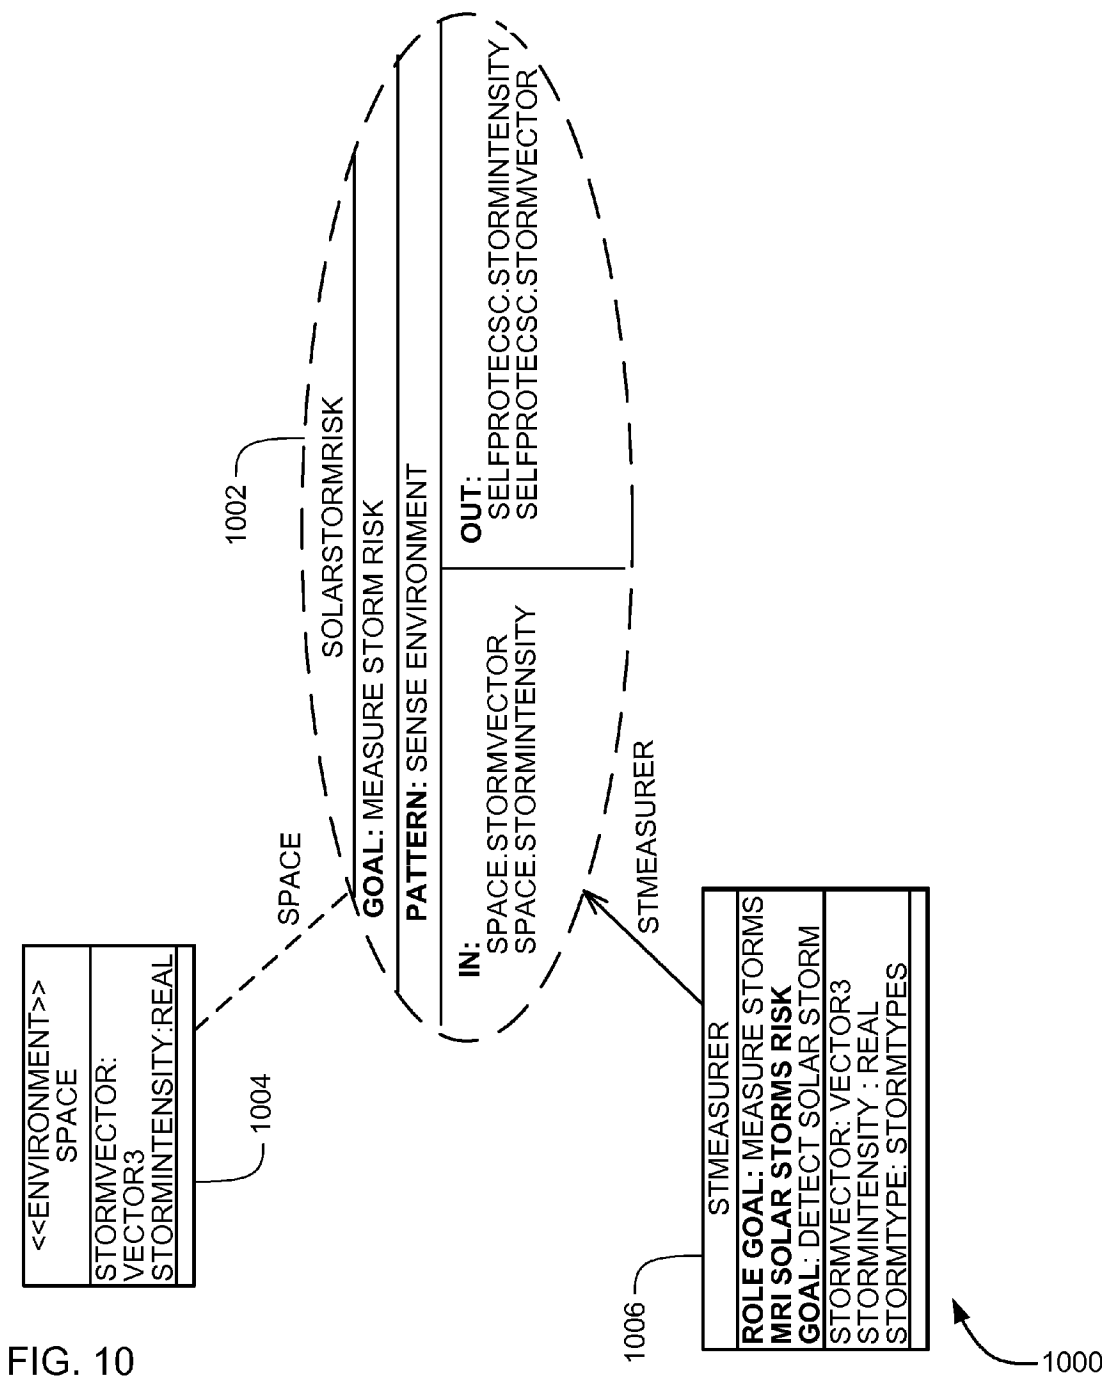 <<ENVIRONMENT>>
SPACE
STORMVECTOR:
VECTOR3
STORMINTENSITY:REAL
1004
SPACE
1002
SOLARSTORMRISK
GOAL: MEASURE STORM RISK
PATTERN: SENSE ENVIRONMENT
IN:
SPACE.STORMVECTOR
SPACE.STORMINTENSITY
OUT:
SELFPROTECSC.STORMINTENSITY
SELFPROTECSC.STORMVECTOR
STMEASURER
STMEASURER
ROLE GOAL: MEASURE STORMS
MRI SOLAR STORMS RISK
GOAL: DETECT SOLAR STORM
STORMVECTOR: VECTOR3
STORMINTENSITY : REAL
STORMTYPE: STORMTYPES
1006
1000
FIG. 10